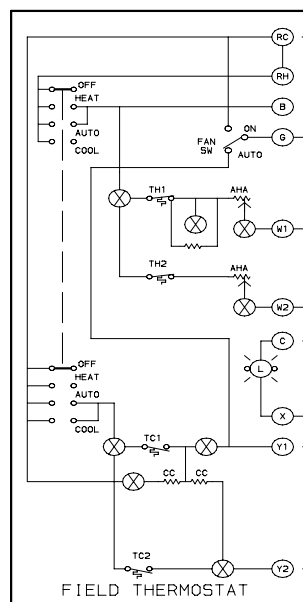 RC
RH
OFF
HEAT
AUTO
COOL
B
ON
G
FAN
SW
AUTO
TH1
AHA
W1
TH2
AHA
W2
C
L
X
OFF
HEAT
AUTO
COOL
TC1
Y1
CC CC
TC2
Y2
FIELD THERMOSTAT